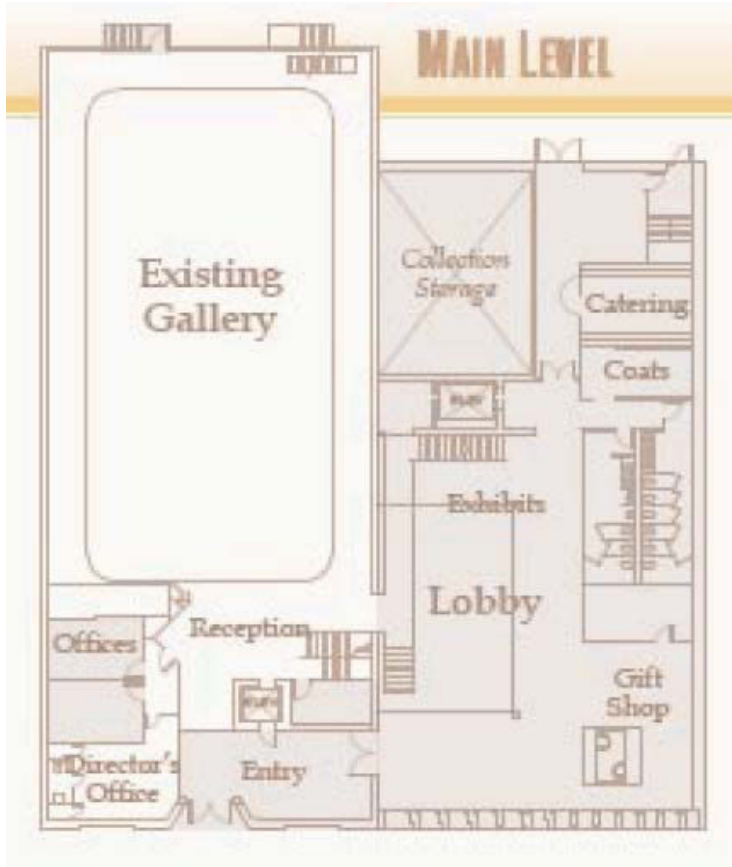 MAIN LEVEL
Existing
Gallery
Collection
Storage
Catering
Coats
Exhibits
Lobby
Reception
Offices
Gift
Shop
Director's
Office
Entry